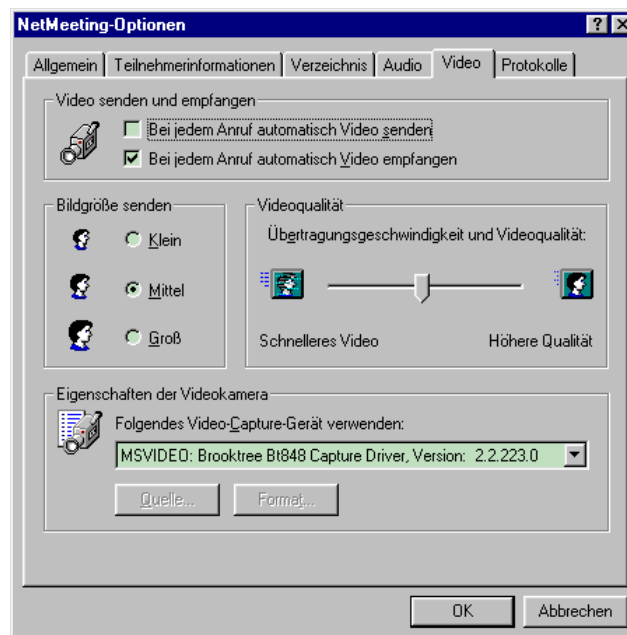 NetMeeting-Optionen
Allgemein Teilnehmerinformationen Verzeichnis Audio Video Protokolle
Video senden und empfangen
Bei jedem Anruf automatisch Video senden
Bei jedem Anruf automatisch Video empfangen
Bildgröße senden
Klein
Mittel
Groß
Videoqualität
Übertragungsgeschwindigkeit und Videoqualität:
Schnelleres Video Höhere Qualität
Eigenschaften der Videokamera
Folgendes Video-Capture-Gerät verwenden:
MSVIDEO: Brooktree Bt848 Capture Driver, Version: 2.2.223.0
Quelle... Format...
OK Abbrechen